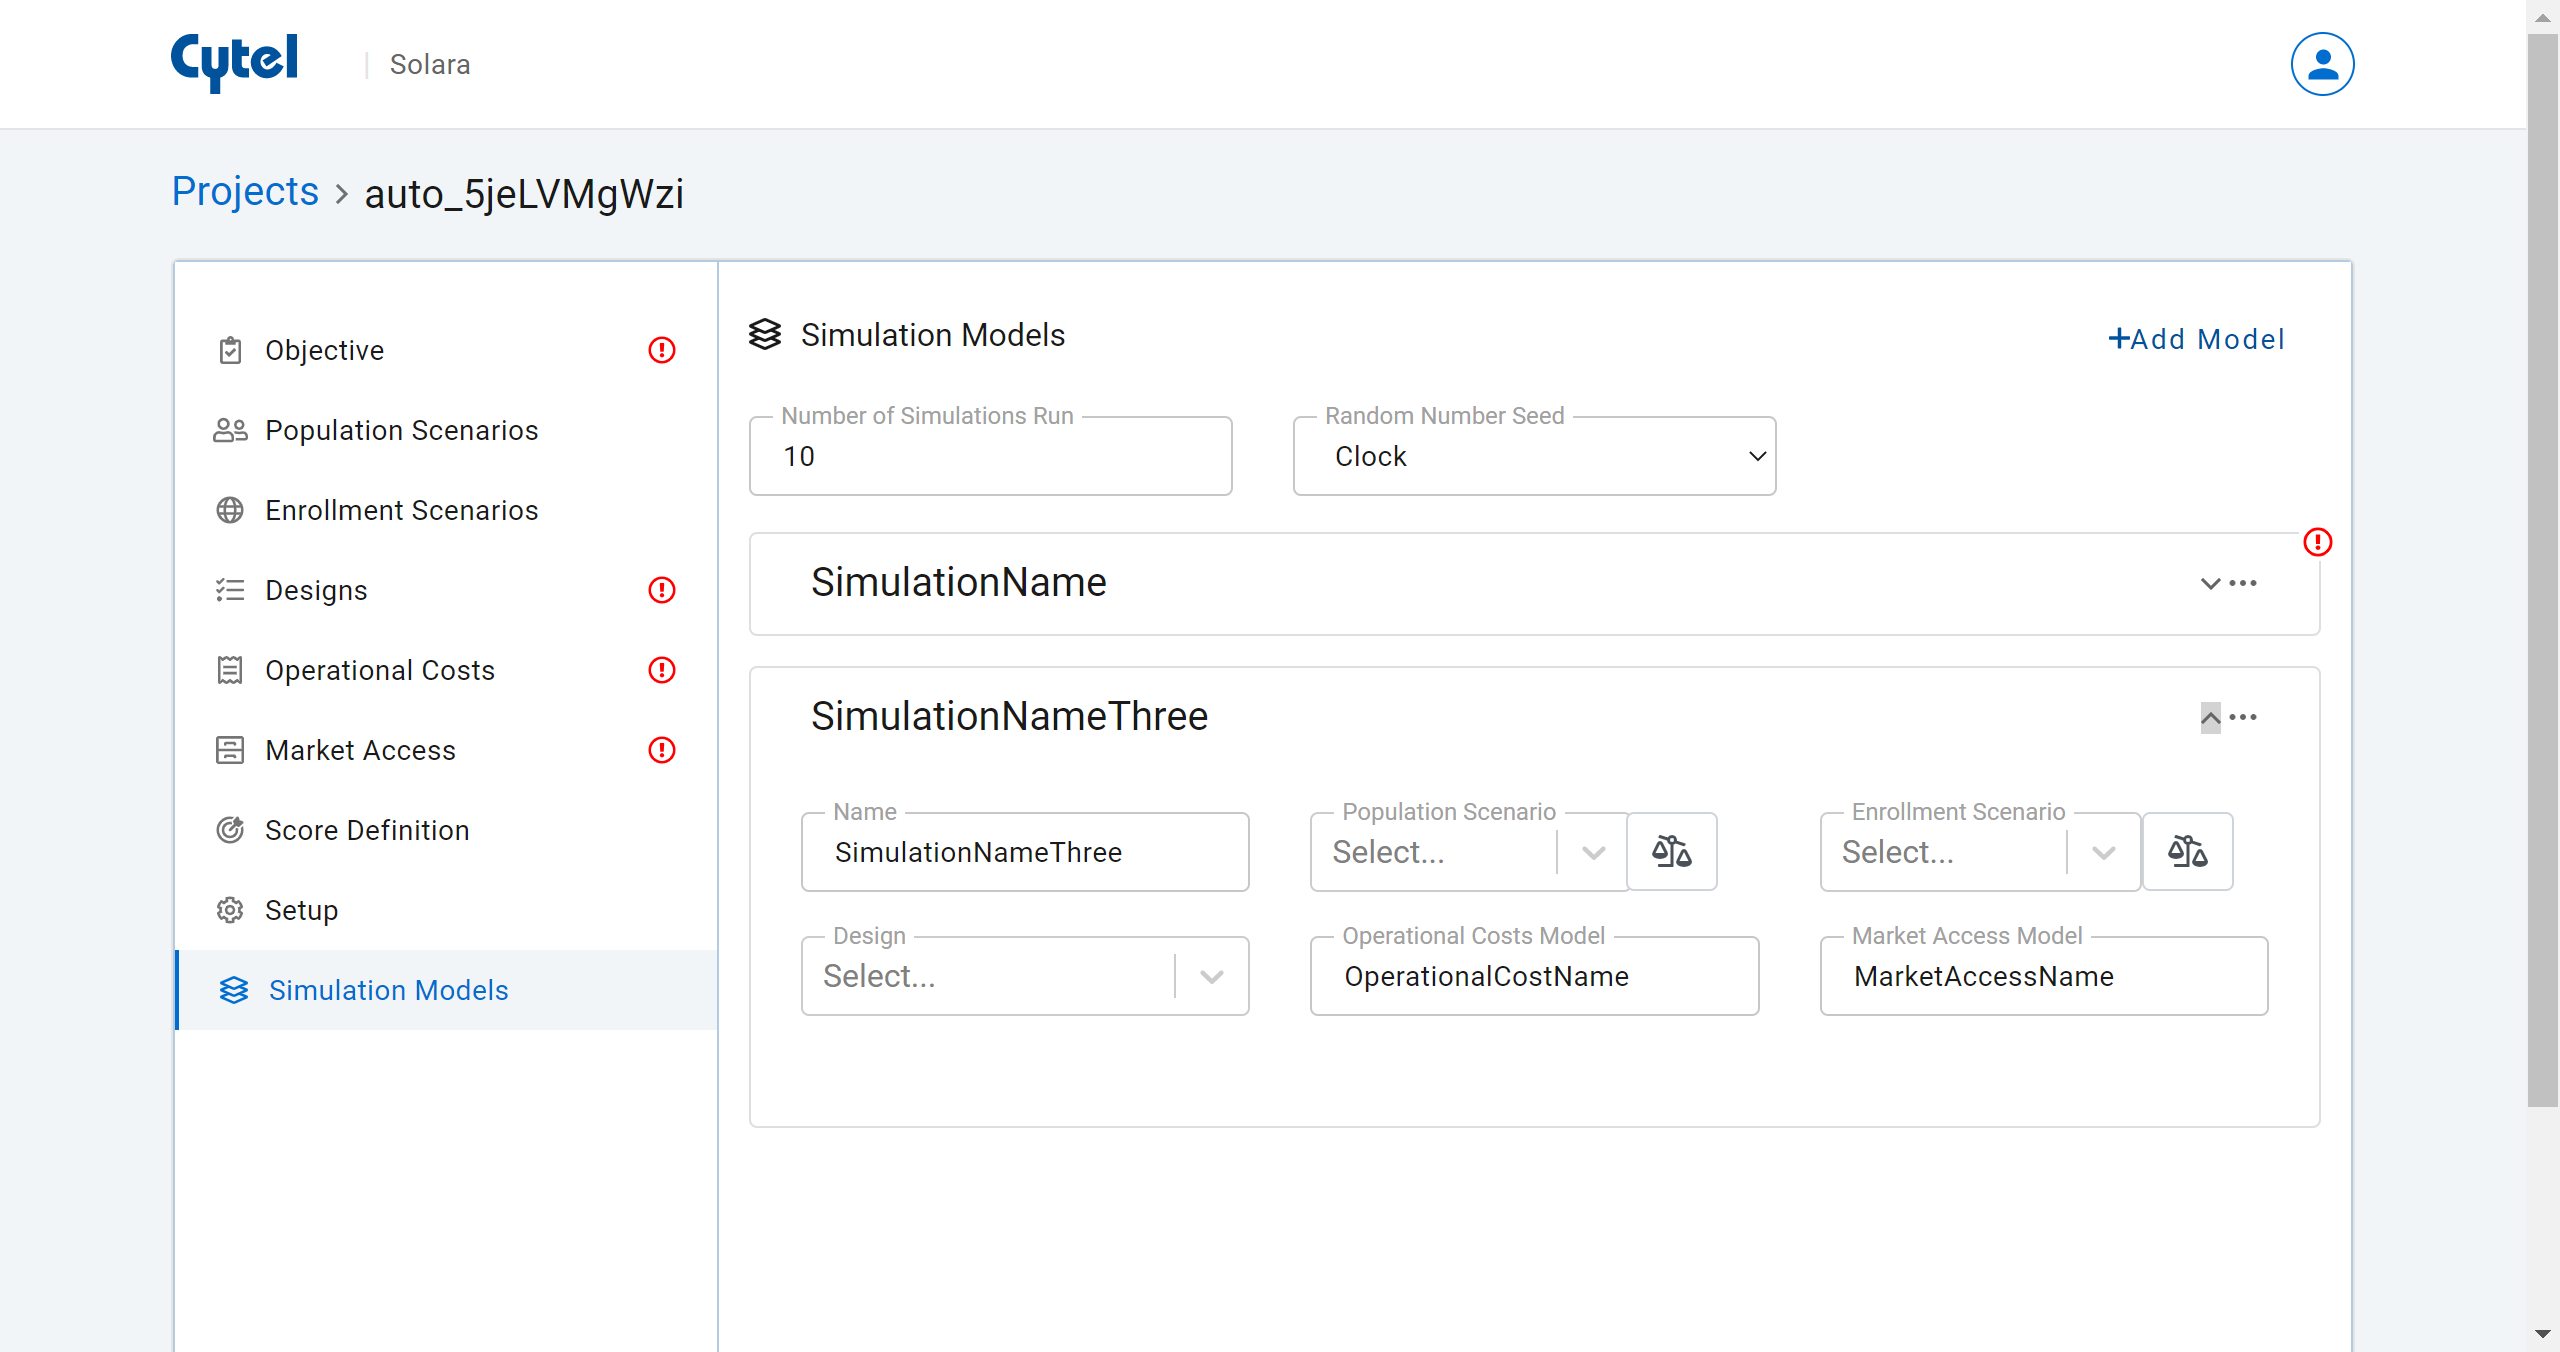 Cytel
Solara
Projects > auto_5jeLVMgWzi
Objective
Population Scenarios
Enrollment Scenarios
Designs
Operational Costs
Market Access
Score Definition
Setup
Simulation Models
Simulation Models
+Add Model
Number of Simulations Run
10
Random Number Seed
Clock
SimulationName
SimulationNameThree
Name
SimulationNameThree
Population Scenario
Select...
Enrollment Scenario
Select...
Design
Select...
Operational Costs Model
OperationalCostName
Market Access Model
MarketAccessName